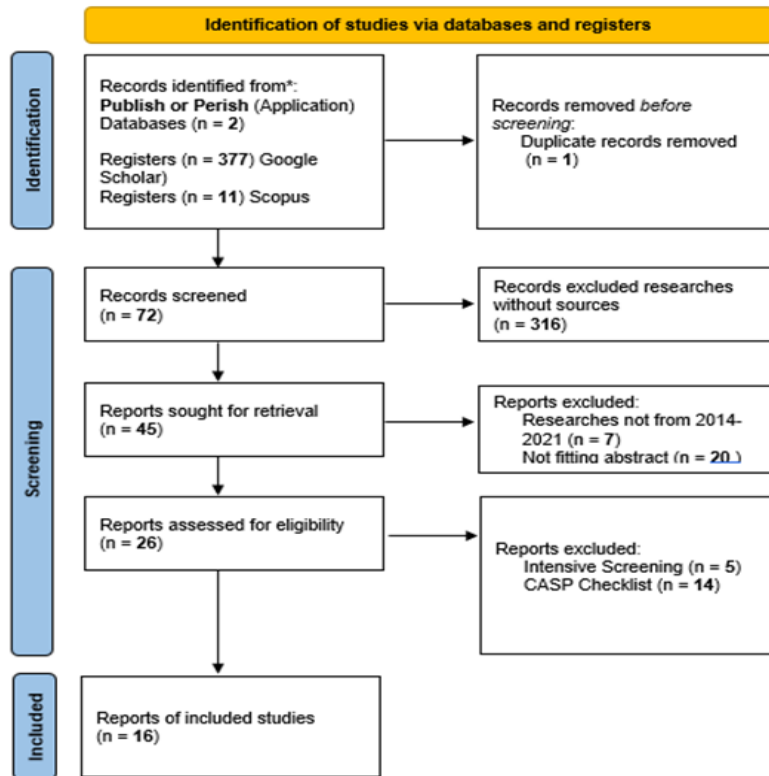 Identification of studies via databases and registers
Identification
Records identified from*:
Publish or Perish (Application)
Databases (n = 2)
Registers (n = 377) Google
Scholar)
Registers (n = 11) Scopus
Records removed before
screening:
Duplicate records removed
(n = 1)
Screening
Records screened
(n = 72)
Records excluded researches
without sources
(n = 316)
Reports sought for retrieval
(n = 45)
Reports excluded:
Researches not from 2014-
2021 (n = 7)
Not fitting abstract (n = 20 )
Reports assessed for eligibility
(n = 26)
Reports excluded:
Intensive Screening (n = 5)
CASP Checklist (n = 14)
Included
Reports of included studies
(n = 16)